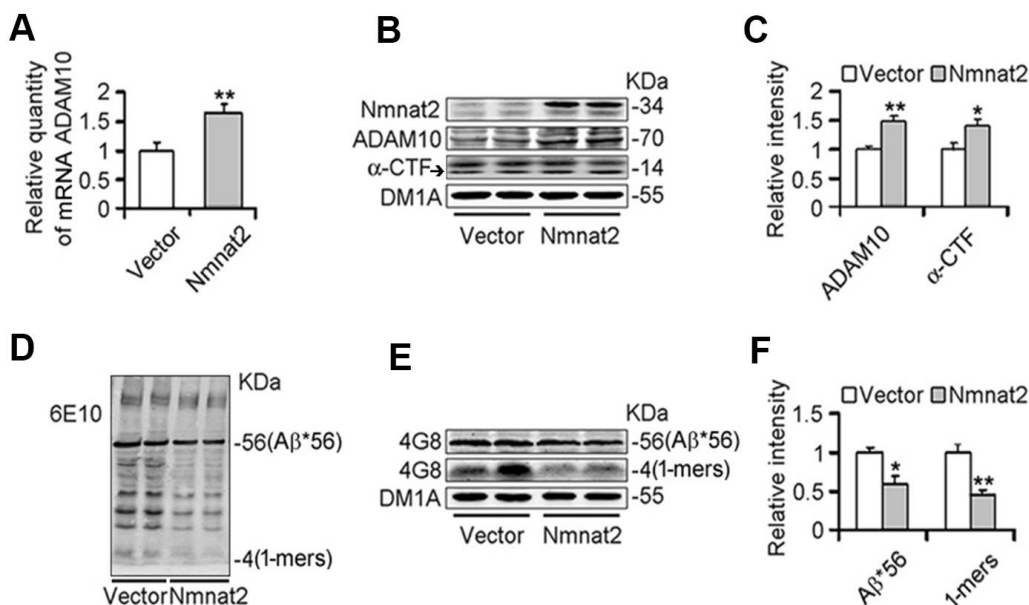 A
Relative quantity
of mRNA ADAM10
2
1.5
1
0.5
0
**
Vector
Nmnat2
B
KDa
Nmnat2
-34
ADAM10
-70
α-CTF→
-14
DM1A
-55
Vector Nmnat2
C
Vector Nmnat2
Relative intensity
2
1.5
1
0.5
0
**
*
ADAM10
α-CTF
D
KDa
6E10
-56(Aβ*56)
-4(1-mers)
Vector Nmnat2
E
KDa
4G8
-56(Aβ*56)
4G8
-4(1-mers)
DM1A
-55
Vector Nmnat2
F
Vector Nmnat2
Relative intensity
1.5
1
0.5
0
*
**
Aβ*56
1-mers